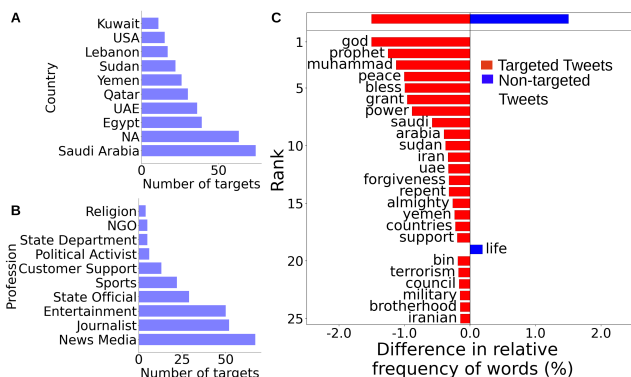 A
Country
Kuwait
USA
Lebanon
Sudan
Yemen
Qatar
UAE
Egypt
NA
Saudi Arabia
0 50
Number of targets
B
Profession
Religion
NGO
State Department
Political Activist
Customer Support
Sports
State Official
Entertainment
Journalist
News Media
0 25 50
Number of targets
C
Rank
1
5
10
15
20
25
god
prophet
muhammad
peace
bless
grant
power
saudi
arabia
sudan
iran
uae
forgiveness
repent
almighty
yemen
countries
support
life
bin
terrorism
council
military
brotherhood
iranian
Targeted Tweets
Non-targeted
Tweets
-2.0 -1.0 0.0 1.0 2.0
Difference in relative
frequency of words (%)